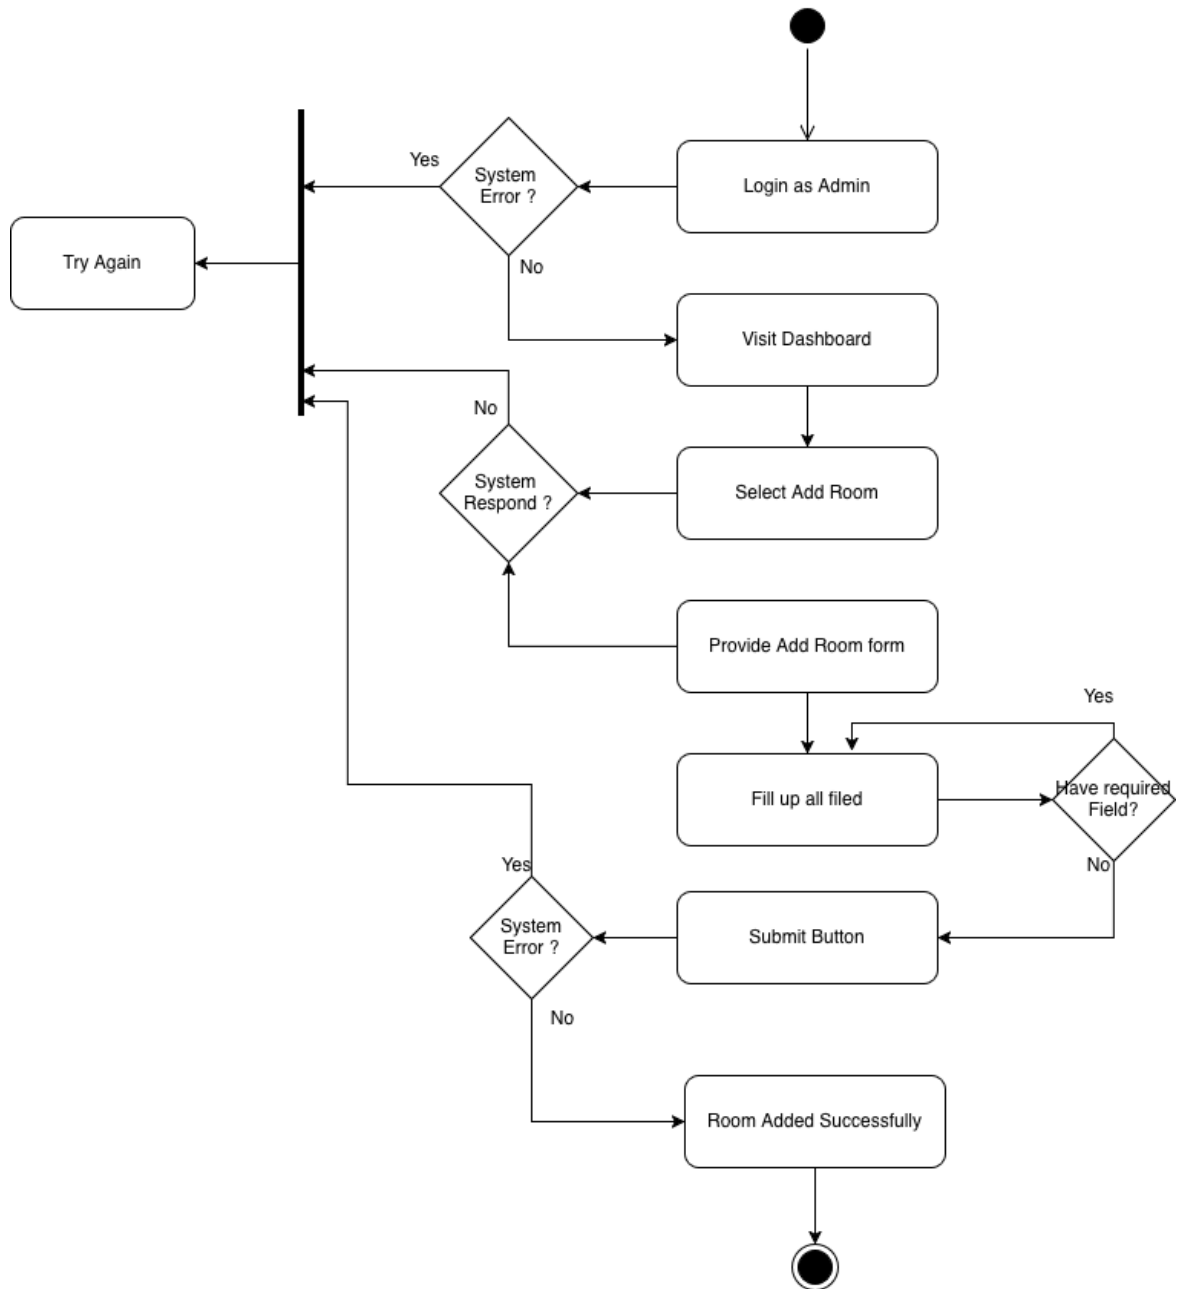 Login as Admin
System
Error ?
Yes
No
Try Again
Visit Dashboard
Select Add Room
System
Respond ?
No
Provide Add Room form
Yes
Fill up all filed
Have required
Field?
No
Submit Button
System
Error ?
Yes
No
Room Added Successfully